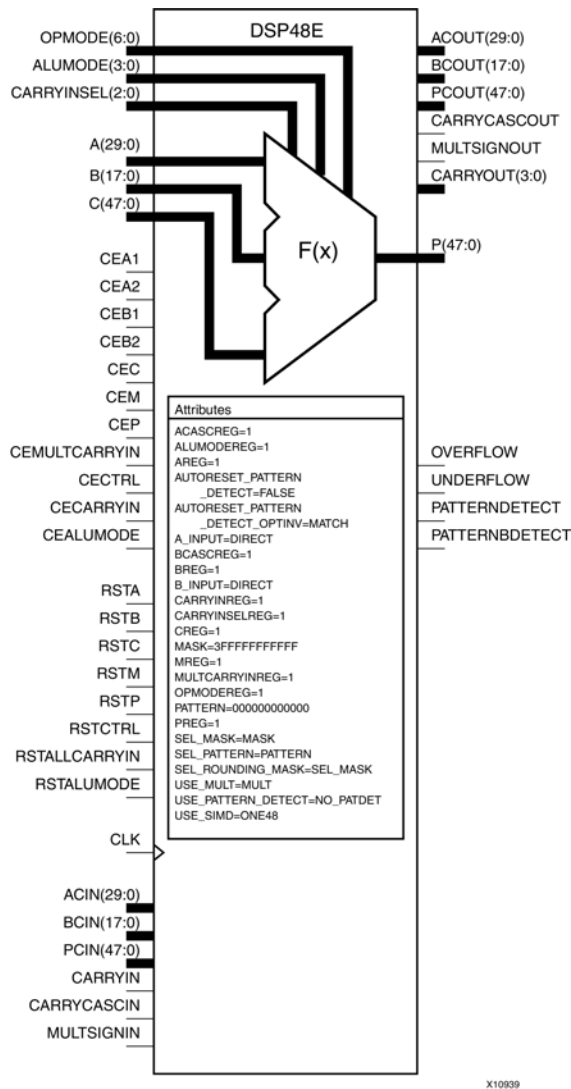 DSP48E
OPMODE(6:0)
ALUMODE(3:0)
CARRYINSEL(2:0)
A(29:0)
B(17:0)
C(47:0)
CEA1
CEA2
CEB1
CEB2
CEC
CEM
CEP
CEMULTCARRYIN
CECTRL
CECARRYIN
CEALUMODE
RSTA
RSTB
RSTC
RSTM
RSTP
RSTCTRL
RSTALLCARRYIN
RSTALUMODE
CLK
ACIN(29:0)
BCIN(17:0)
PCIN(47:0)
CARRYIN
CARRYCASCIN
MULTSIGNIN
F(x)
Attributes
ACASCREG=1
ALUMODEREG=1
AREG=1
AUTORESET_PATTERN
_DETECT=FALSE
AUTORESET_PATTERN
_DETECT_OPTINV=MATCH
A_INPUT=DIRECT
BCASCREG=1
BREG=1
B_INPUT=DIRECT
CARRYINREG=1
CARRYINSELREG=1
CREG=1
MASK=3FFFFFFFFFFF
MREG=1
MULTCARRYINREG=1
OPMODEREG=1
PATTERN=000000000000
PREG=1
SEL_MASK=MASK
SEL_PATTERN=PATTERN
SEL_ROUNDING_MASK=SEL_MASK
USE_MULT=MULT
USE_PATTERN_DETECT=NO_PATDET
USE_SIMD=ONE48
ACOUT(29:0)
BCOUT(17:0)
PCOUT(47:0)
CARRYCASCOUT
MULTSIGNOUT
CARRYOUT(3:0)
P(47:0)
OVERFLOW
UNDERFLOW
PATTERNDETECT
PATTERNBDETECT
X10939